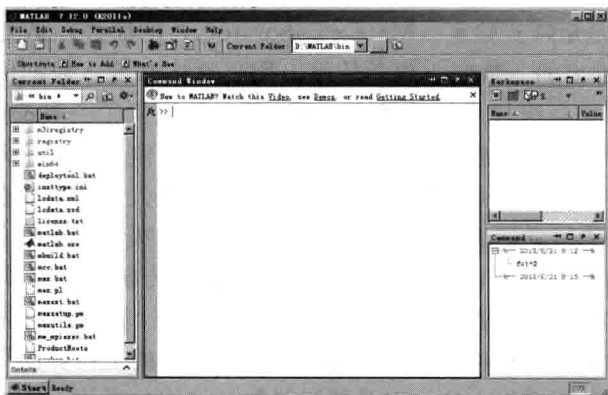 MATLAB 7.12.0 (R2011a)
File Edit Debug Parallel Desktop Window Help
Current Folder D:\MATLAB\bin
Shortcuts How to Add What's New
Current Folder
« bin
Name
m3iregistry
registry
util
win64
deploytool.bat
insttype.ini
lcdata.xml
lcdata.xsd
license.txt
matlab.bat
matlab.exe
mbuild.bat
mcc.bat
mex.bat
mex.pl
mexext.bat
mexsetup.pm
mexutils.pm
mw_mpiexec.bat
ProductRoots
Details
Command Window
New to MATLAB? Watch this Video, see Demos, or read Getting Started.
fx >>
Workspace
Name Value
Command
Start Ready
OVR